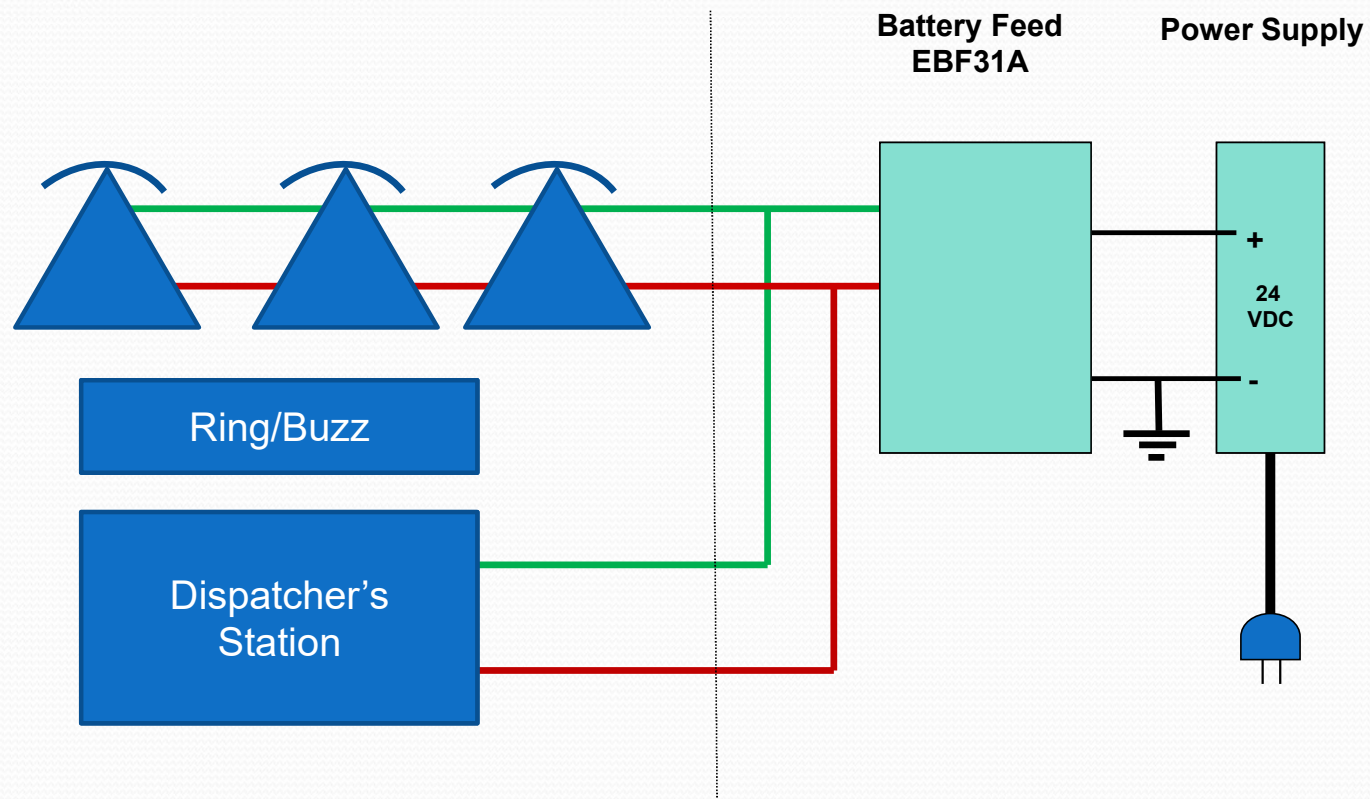 Battery Feed
EBF31A
Power Supply
+
24
VDC
-
Ring/Buzz
Dispatcher’s
Station